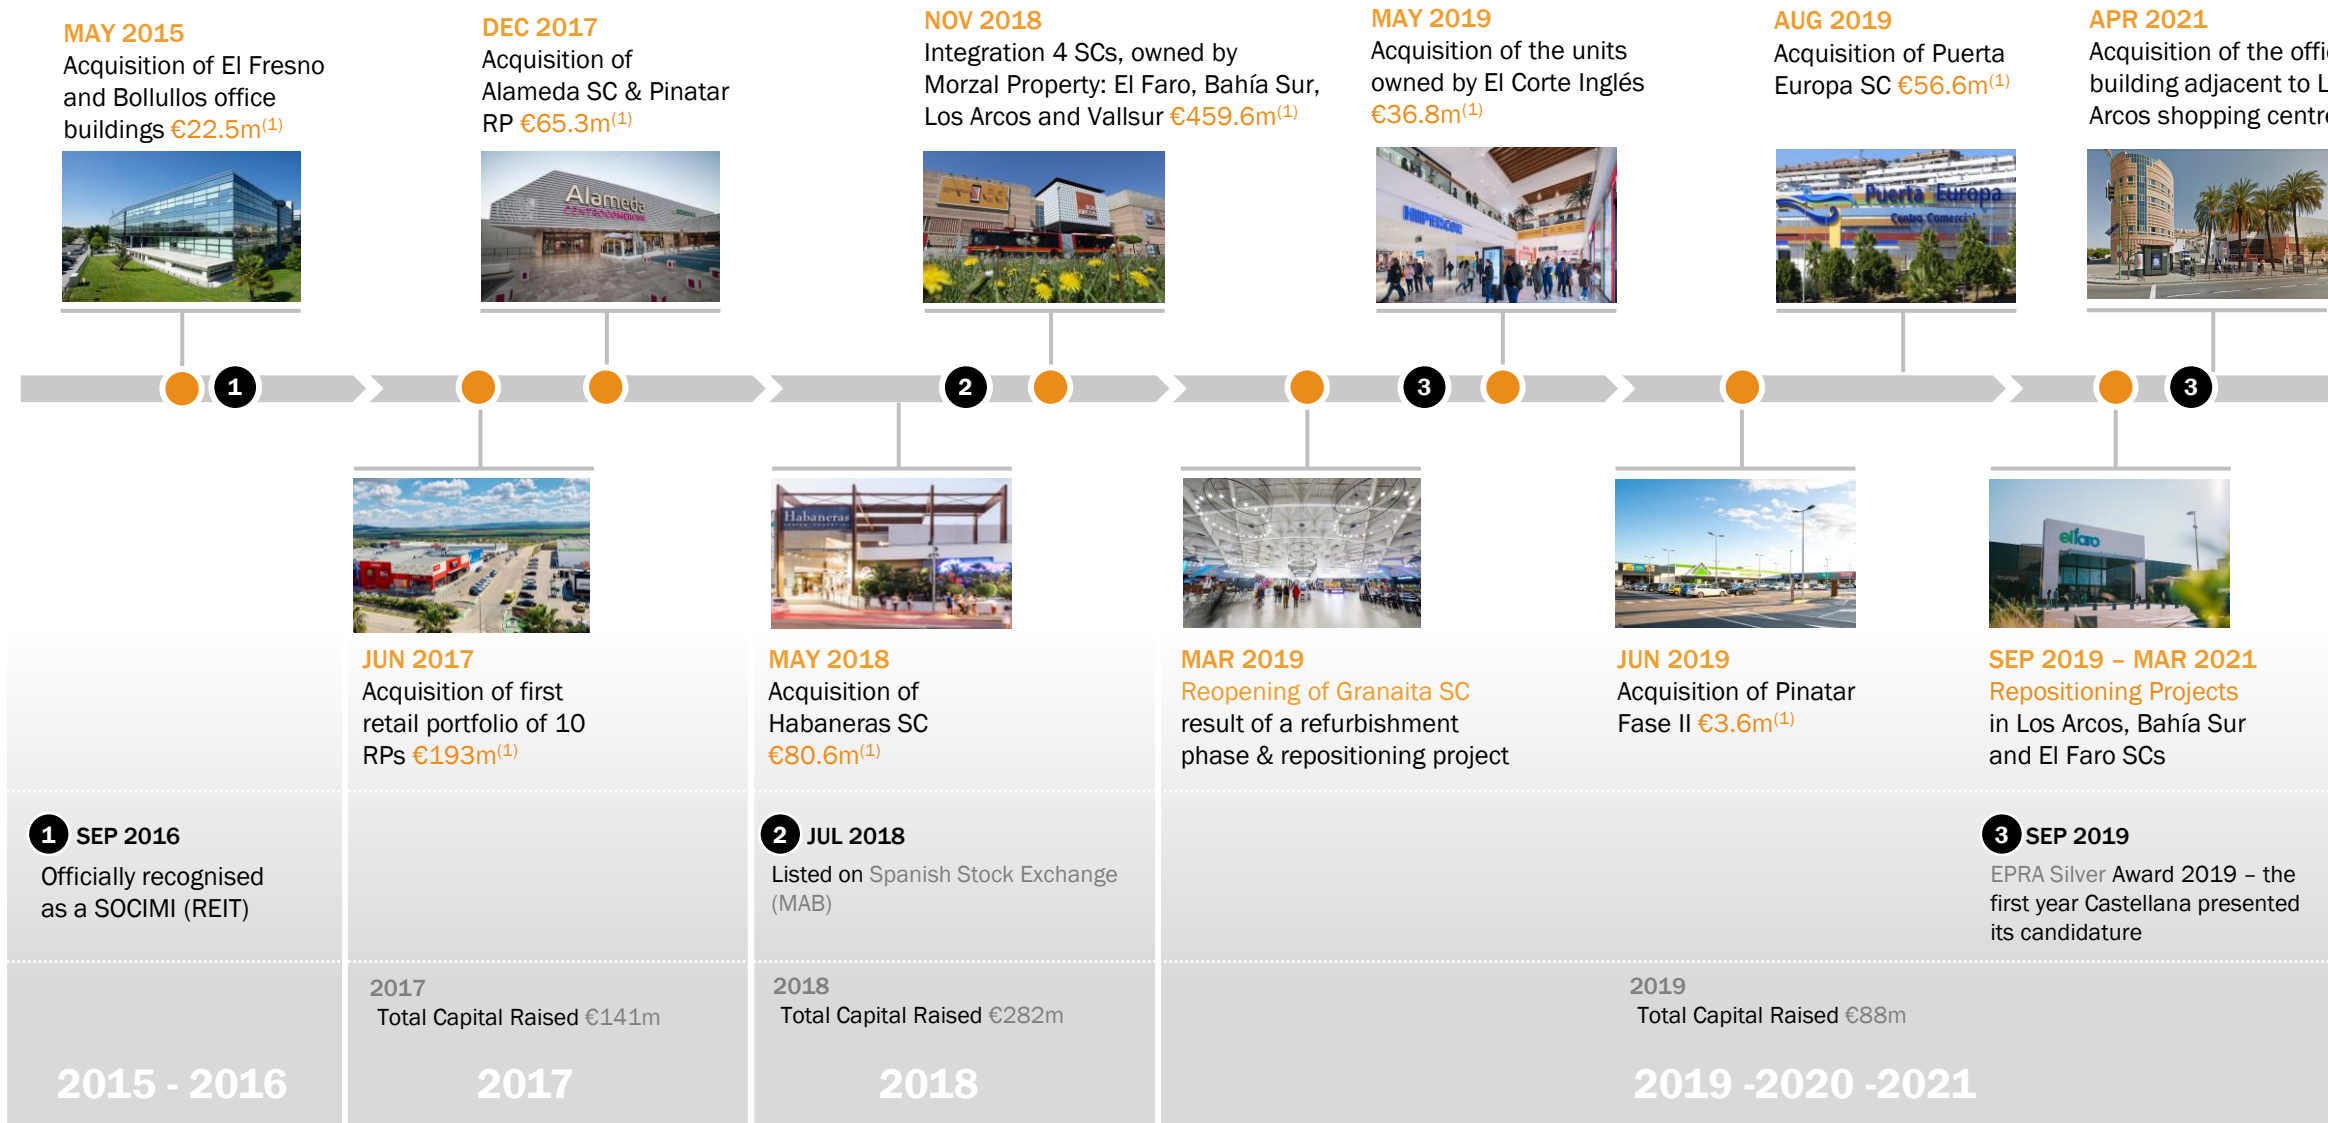 MAY 2015
Acquisition of El Fresno
and Bollullos office
buildings €22.5m(1)
DEC 2017
Acquisition of
Alameda SC & Pinatar
RP €65.3m(1)
NOV 2018
Integration 4 SCs, owned by
Morzal Property: El Faro, Bahía Sur,
Los Arcos and Vallsur €459.6m(1)
MAY 2019
Acquisition of the units
owned by El Corte Inglés
€36.8m(1)
AUG 2019
Acquisition of Puerta
Europa SC €56.6m(1)
APR 2021
Acquisition of the
building adjacent to
Arcos shopping
Alameda
CENTRO COMERCIAL
HIPERCOR
Puerta Europa
Centro Comercial
1
2
3
3
Habaneras
el faro
lounge
JUN 2017
Acquisition of first
retail portfolio of 10
RPs €193m(1)
MAY 2018
Acquisition of
Habaneras SC
€80.6m(1)
MAR 2019
Reopening of Granaita SC
result of a refurbishment
phase & repositioning project
JUN 2019
Acquisition of Pinatar
Fase II €3.6m(1)
SEP 2019 – MAR 2021
Repositioning Projects
in Los Arcos, Bahía Sur
and El Faro SCs
1 SEP 2016
Officially recognised
as a SOCIMI (REIT)
2 JUL 2018
Listed on Spanish Stock Exchange
(MAB)
3 SEP 2019
EPRA Silver Award 2019 – the
first year Castellana presented
its candidature
2017
Total Capital Raised €141m
2018
Total Capital Raised €282m
2019
Total Capital Raised €88m
2015 - 2016
2017
2018
2019 -2020 -2021